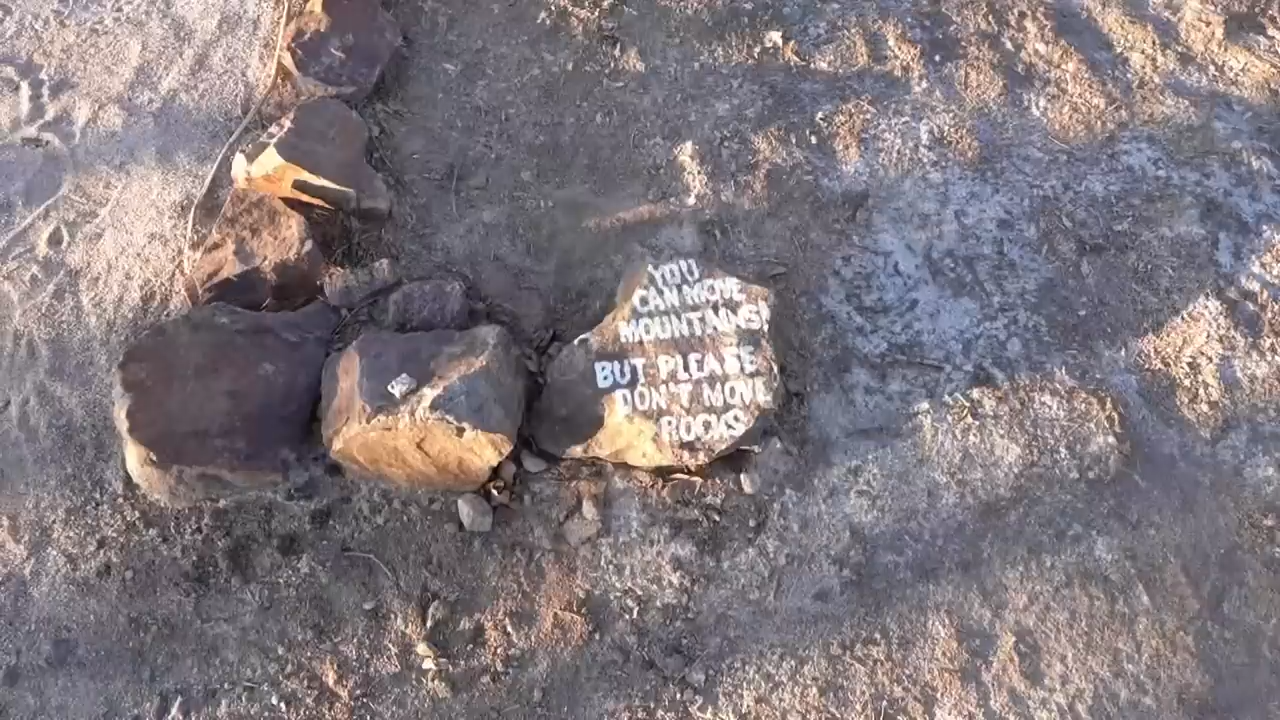 YOU
CAN MOVE
MOUNTAINS!
BUT PLEASE
DON'T MOVE
ROCKS